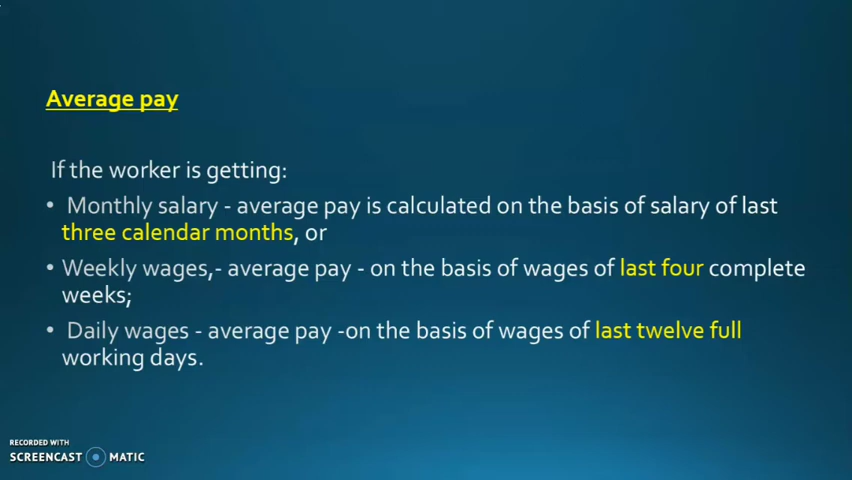 Average pay
If the worker is getting:
• Monthly salary - average pay is calculated on the basis of salary of last
three calendar months, or
• Weekly wages,- average pay - on the basis of wages of last four complete
weeks;
• Daily wages - average pay -on the basis of wages of last twelve full
working days.
RECORDED WITH
SCREENCAST MATIC